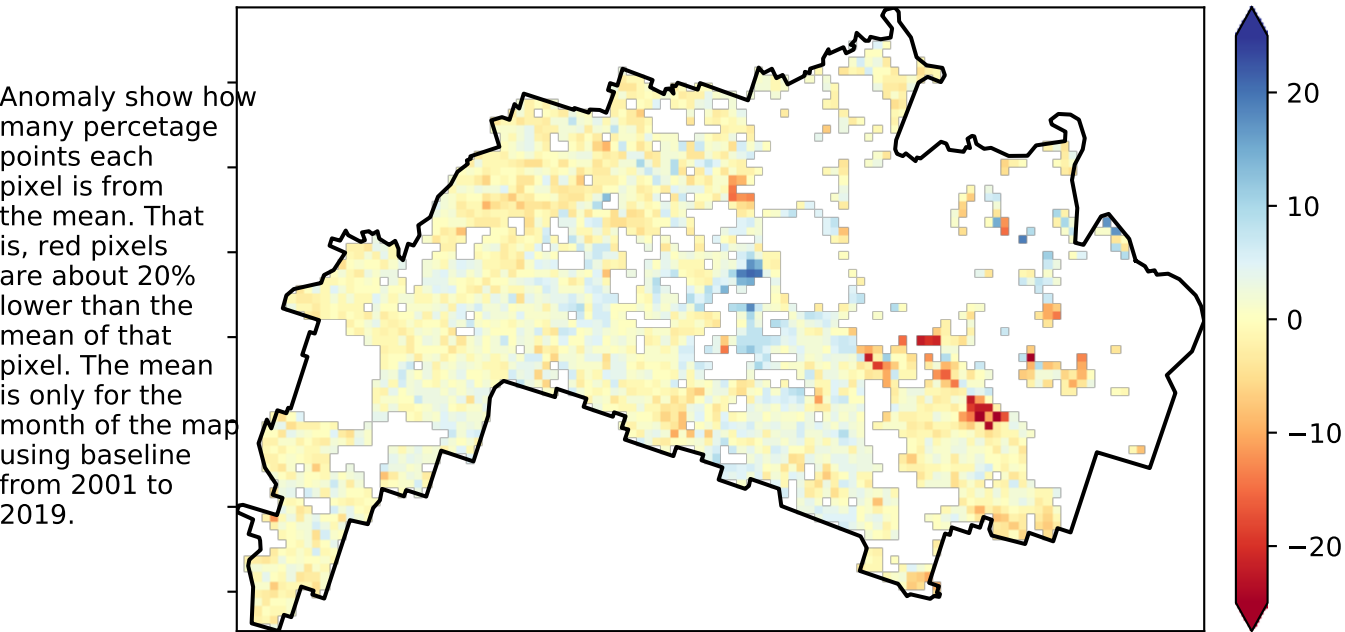 Anomaly show how
many percetage
points each
pixel is from
the mean. That
is, red pixels
are about 20%
lower than the
mean of that
pixel. The mean
is only for the
month of the map
using baseline
from 2001 to
2019.
20
10
0
−10
−20